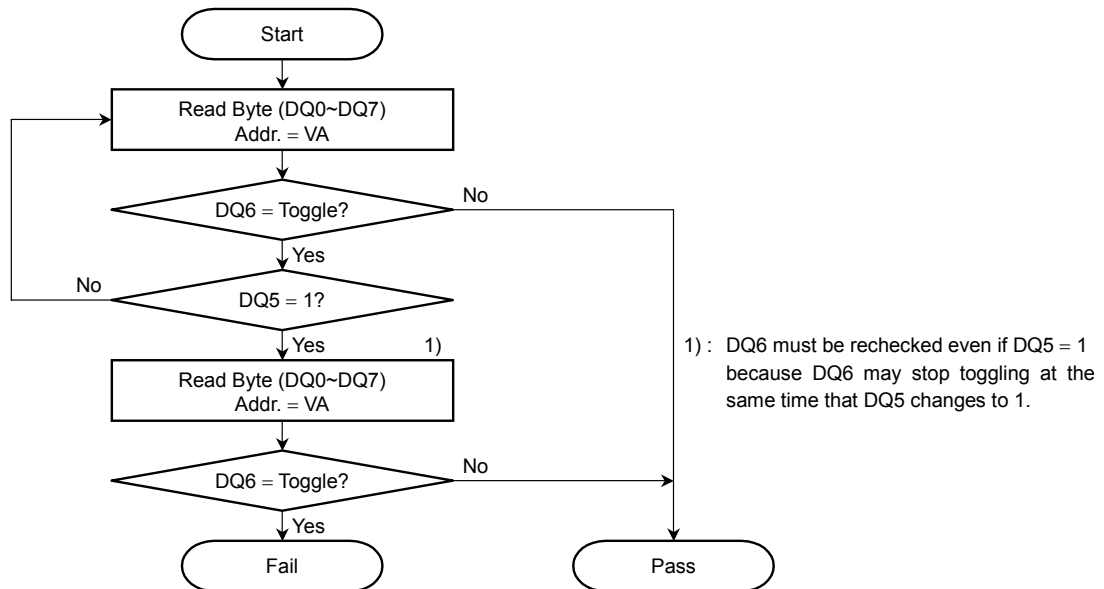 Start
Read Byte (DQ0~DQ7)
Addr. = VA
DQ6 = Toggle?
No
Yes
No
DQ5 = 1?
Yes
1)
Read Byte (DQ0~DQ7)
Addr. = VA
1) : DQ6 must be rechecked even if DQ5 = 1
because DQ6 may stop toggling at the
same time that DQ5 changes to 1.
DQ6 = Toggle?
No
Yes
Fail
Pass